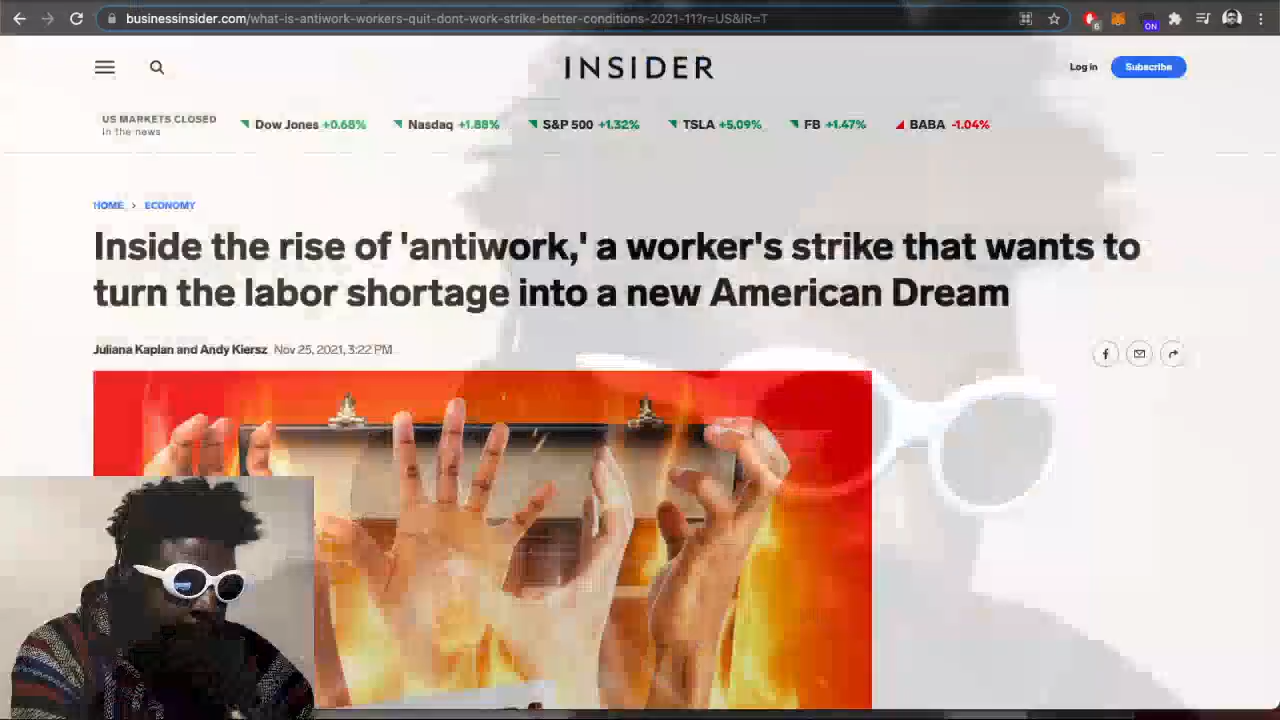 businessinsider.com/what-is-antiwork-workers-quit-dont-work-strike-better-conditions-2021-11?r=US&IR=T
6
ON
INSIDER
Log in
Subscribe
US MARKETS CLOSED
In the news
Dow Jones +0.68%
Nasdaq +1.88%
S&P 500 +1.32%
TSLA +5.09%
FB +1.47%
BABA -1.04%
HOME > ECONOMY
Inside the rise of 'antiwork,' a worker's strike that wants to
turn the labor shortage into a new American Dream
Juliana Kaplan and Andy Kiersz Nov 25, 2021, 3:22 PM
f